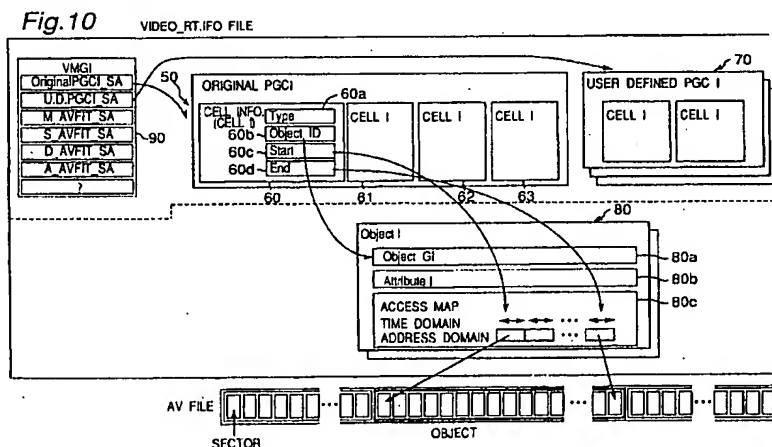 Fig.10
VIDEO_RT.IFO FILE
VMGI
OriginalPGCI_SA
U.D.PGCI_SA
M_AVFIT_SA
S_AVFIT_SA
D_AVFIT_SA
A_AVFIT_SA
?
90
50
ORIGINAL PGCI
60a
CELL INFO.
(CELL I)
Type
60b
Object_ID
60c
Start
60d
End
CELL I
CELL I
CELL I
60
61
62
63
70
USER DEFINED PGC I
CELL I
CELL I
80
Object I
Object GI
80a
Attribute I
80b
ACCESS MAP
80c
TIME DOMAIN
...
ADDRESS DOMAIN
...
AV FILE
...
...
...
SECTOR
OBJECT